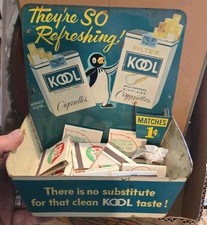 They're SO
Refreshing!
KOOL
Cigarettes
FILTER
KOOL
Cigarettes
MATCHES
1¢
There is no substitute
for that clean KOOL taste!